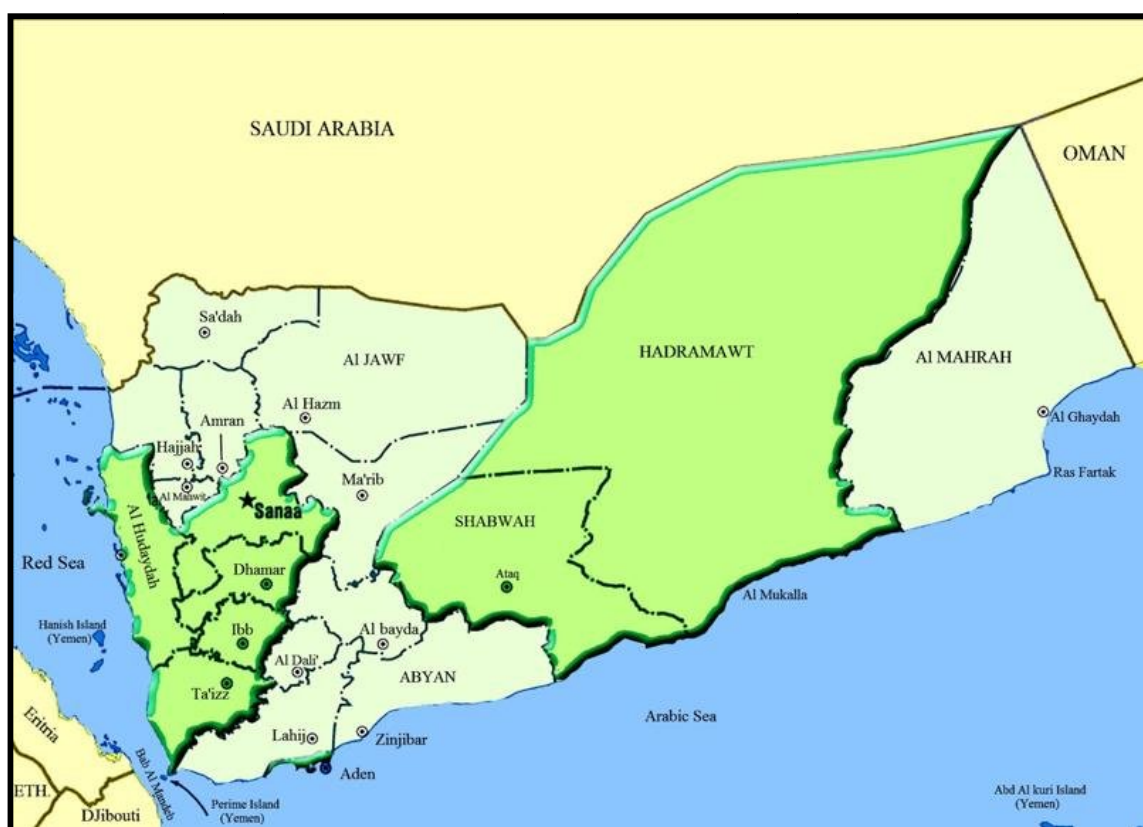 SAUDI ARABIA
OMAN
Sa'dah
Al JAWF
HADRAMAWT
Al MAHRAH
Al Hazm
Al Ghaydah
Amran
Hajjah
Ma'rib
Ras Fartak
Al Mahwit
Sanaa
SHABWAH
Al Hudaydah
Red Sea
Dhamar
Ataq
Al Mukalla
Hanish Island
(Yemen)
Ibb
Al bayda
Al Dali'
ABYAN
Ta'izz
Arabic Sea
Eritria
Lahij
Zinjibar
Aden
Bab Al Mandeb
ETH.
DJibouti
Perime Island
(Yemen)
Abd Al kuri Island
(Yemen)